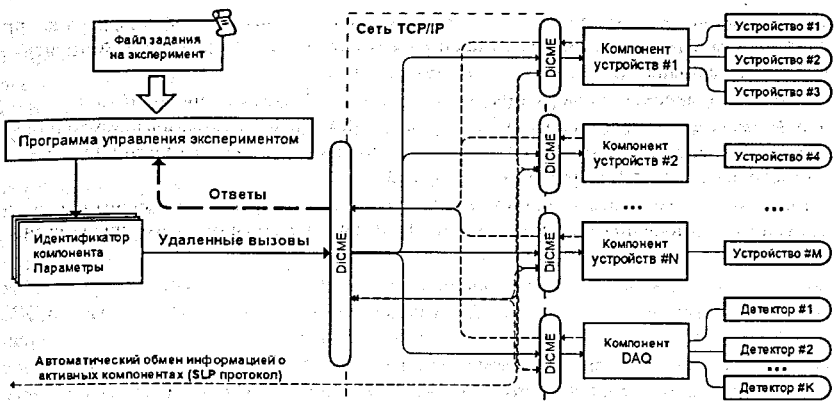 Файл задания
на эксперимент
Программа управления экспериментом
Ответы
Идентификатор
компонента
Параметры
Удаленные вызовы
Автоматический обмен информацией о
активных компонентах (SLP протокол)
DiCME
Сеть TCP/IP
DiCME
Компонент
устройств #1
Устройство #1
Устройство #2
Устройство #3
DiCME
Компонент
устройств #2
Устройство #4
...
...
DiCME
Компонент
устройств #N
Устройство #M
DiCME
Компонент
DAQ
Детектор #1
Детектор #2
...
Детектор #K